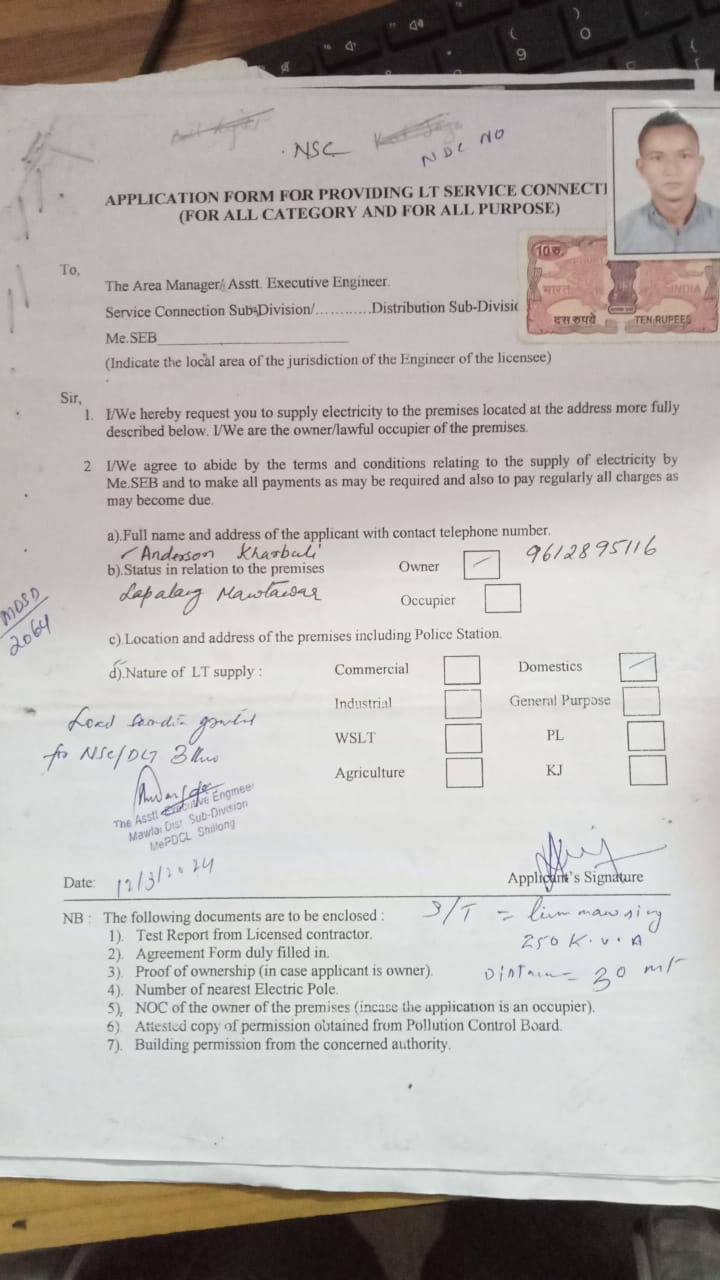 NSC
NDC NO
APPLICATION FORM FOR PROVIDING LT SERVICE CONNECTI
(FOR ALL CATEGORY AND FOR ALL PURPOSE)
10रु.
भारत
INDIA
दस रुपये
TEN RUPEES
To,
The Area Manager/ Asstt. Executive Engineer.
Service Connection Sub-Division/............Distribution Sub-Divisic
Me.SEB
(Indicate the local area of the jurisdiction of the Engineer of the licensee)
Sir,
1. I/We hereby request you to supply electricity to the premises located at the address more fully
described below. I/We are the owner/lawful occupier of the premises.
2 I/We agree to abide by the terms and conditions relating to the supply of electricity by
Me.SEB and to make all payments as may be required and also to pay regularly all charges as
may become due.
a).Full name and address of the applicant with contact telephone number.
Anderson Kharbuli 9612895116
b).Status in relation to the premises Owner
Lapalang Mawtawar Occupier
MDSD
2064
c).Location and address of the premises including Police Station.
d).Nature of LT supply : Commercial Domestics
Industrial General Purpose
WSLT PL
Agriculture KJ
Load
for NSC/
The Asstt Executive Engineer
Mawlai Dist Sub-Division
MePDCL Shillong
Date: 12/3/2024 Applicant's Signature
NB : The following documents are to be enclosed :
S/T = 
250 K.V.A
30 mt
1). Test Report from Licensed contractor.
2). Agreement Form duly filled in.
3). Proof of ownership (in case applicant is owner).
4). Number of nearest Electric Pole.
5), NOC of the owner of the premises (incase the application is an occupier).
6). Attested copy of permission obtained from Pollution Control Board.
7). Building permission from the concerned authority.